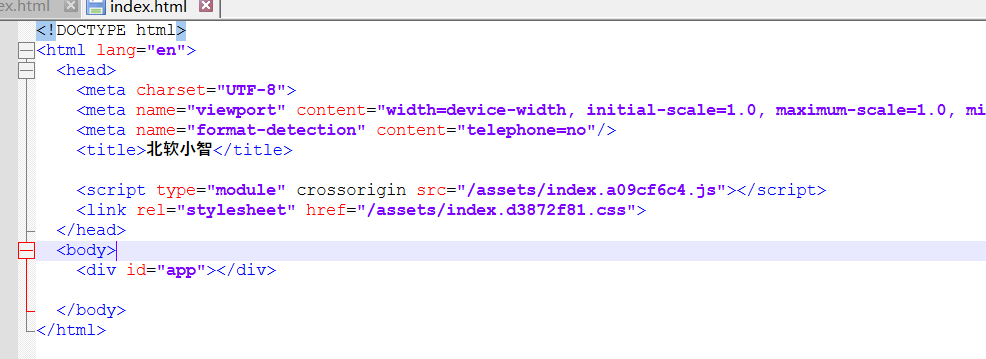 ex.html index.html
<!DOCTYPE html>
<html lang="en">
<head>
<meta charset="UTF-8">
<meta name="viewport" content="width=device-width, initial-scale=1.0, maximum-scale=1.0, mi
<meta name="format-detection" content="telephone=no"/>
<title>北软小智</title>
<script type="module" crossorigin src="/assets/index.a09cf6c4.js"></script>
<link rel="stylesheet" href="/assets/index.d3872f81.css">
</head>
<body>
<div id="app"></div>
</body>
</html>